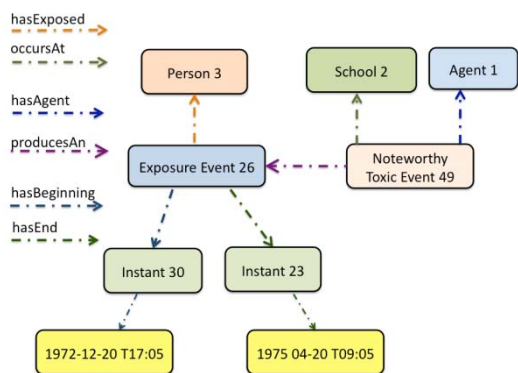 hasExposed
occursAt
hasAgent
producesAn
hasBeginning
hasEnd
Person 3
School 2
Agent 1
Exposure Event 26
Noteworthy
Toxic Event 49
Instant 30
Instant 23
1972-12-20 T17:05
1975 04-20 T09:05